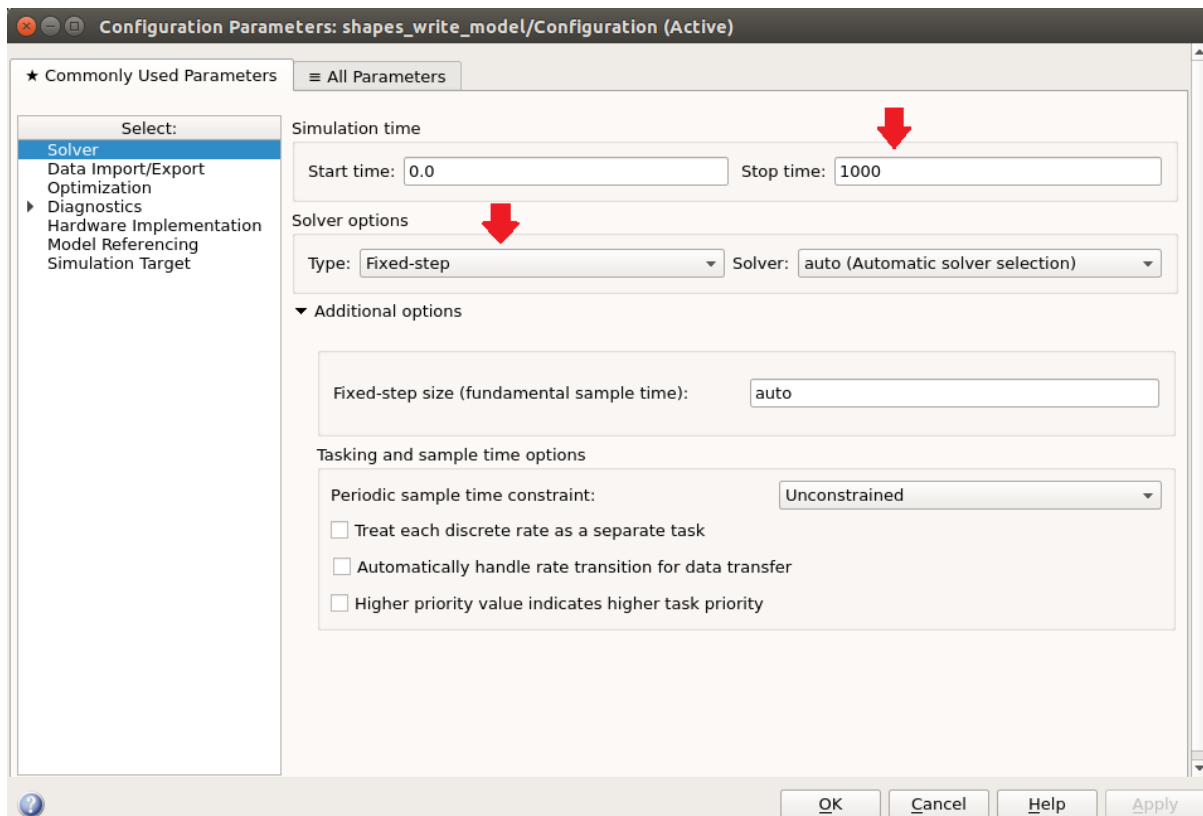 Configuration Parameters: shapes_write_model/Configuration (Active)
★ Commonly Used Parameters
≡ All Parameters
Select:
Solver
Data Import/Export
Optimization
Diagnostics
Hardware Implementation
Model Referencing
Simulation Target
Simulation time
Start time: 0.0 Stop time: 1000
Solver options
Type: Fixed-step Solver: auto (Automatic solver selection)
Additional options
Fixed-step size (fundamental sample time): auto
Tasking and sample time options
Periodic sample time constraint: Unconstrained
Treat each discrete rate as a separate task
Automatically handle rate transition for data transfer
Higher priority value indicates higher task priority
OK Cancel Help Apply